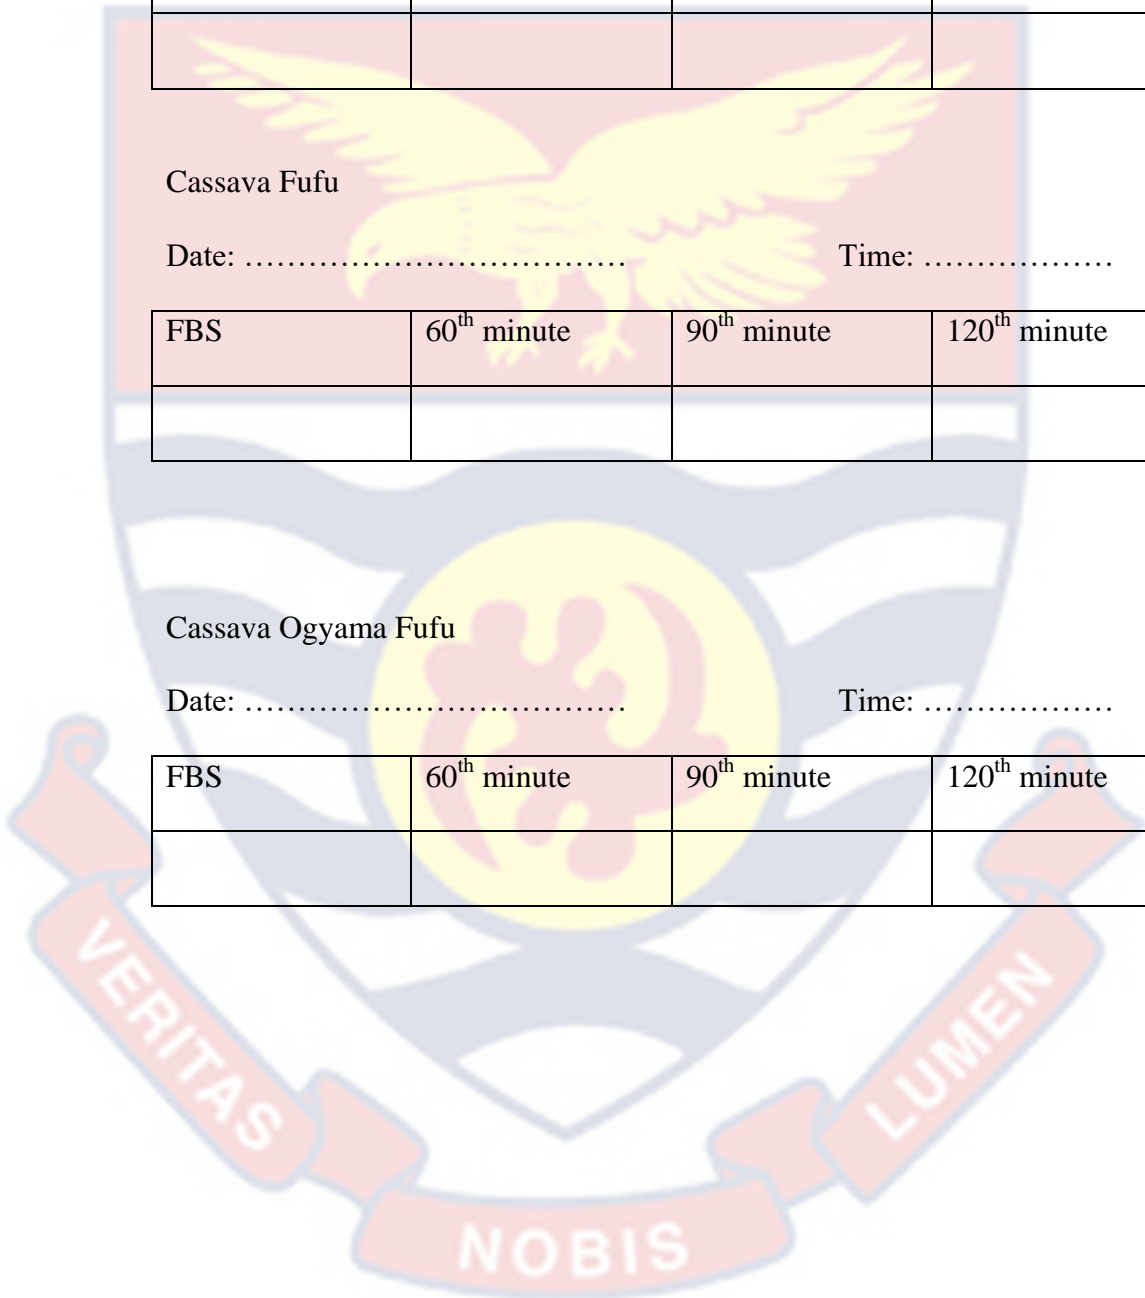 Cassava Fufu
Date: ……………………………… Time: ………………
FBS 60th minute 90th minute 120th minute
Cassava Ogyama Fufu
Date: ……………………………… Time: ………………
FBS 60th minute 90th minute 120th minute
VERITAS
NOBIS
LUMEN